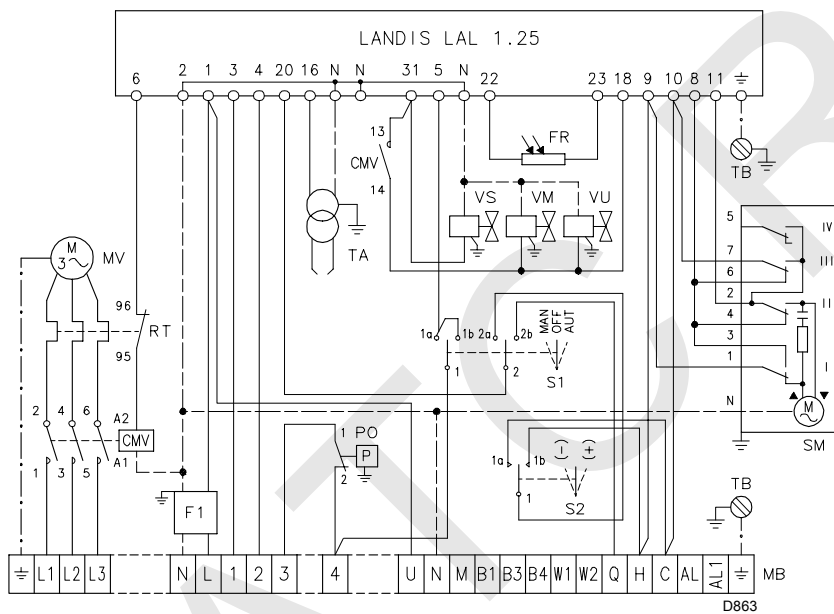 LANDIS LAL 1.25
6 2 1 3 4 20 16 N N 31 5 N 22 23 18 9 10 8 11
13
CMV
14
FR
TB
VS VM VU
TA
5 IV
7 III
6
2 II
4
3
1 I
N
M
SM
M
3
MV
96
RT
95
1a 1b 2a 2b
MAN
OFF
AUT
1 2 S1
2 4 6 A2
CMV
1 3 5 A1
1 PO
P
2
1a 1b (-) (+)
1
S2
F1
TB
L1 L2 L3 N L 1 2 3 4 U N M B1 B3 B4 W1 W2 Q H C AL AL1 MB
D863
ATCR